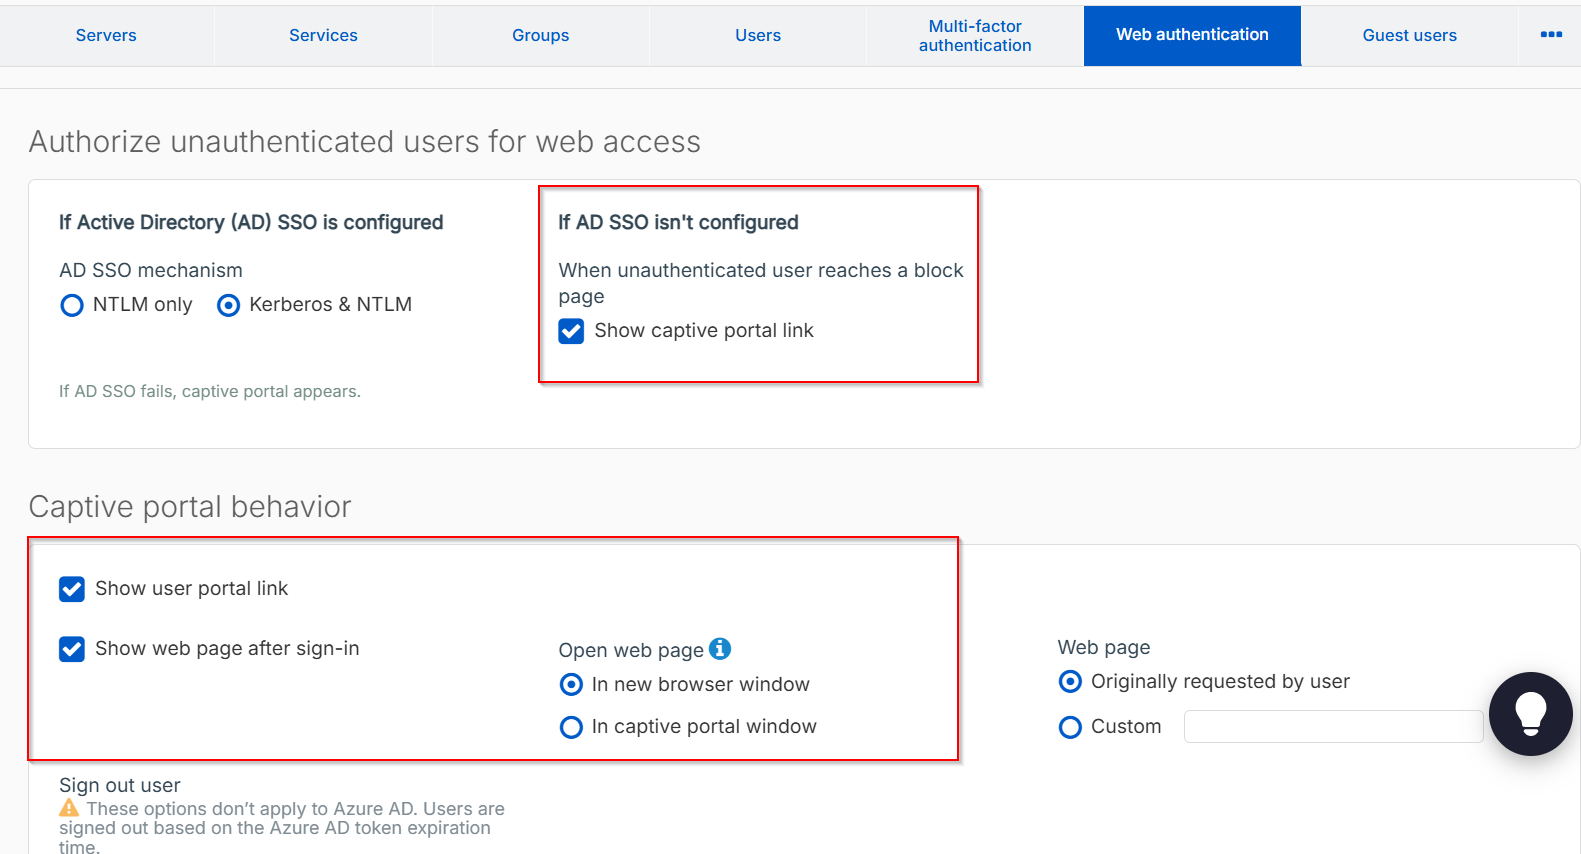 Servers
Services
Groups
Users
Multi-factor
authentication
Web authentication
Guest users
Authorize unauthenticated users for web access
If Active Directory (AD) SSO is configured
AD SSO mechanism
NTLM only
Kerberos & NTLM
If AD SSO fails, captive portal appears.
If AD SSO isn't configured
When unauthenticated user reaches a block
page
Show captive portal link
Captive portal behavior
Show user portal link
Show web page after sign-in
Open web page
In new browser window
In captive portal window
Web page
Originally requested by user
Custom
Sign out user
These options don’t apply to Azure AD. Users are
signed out based on the Azure AD token expiration
time.